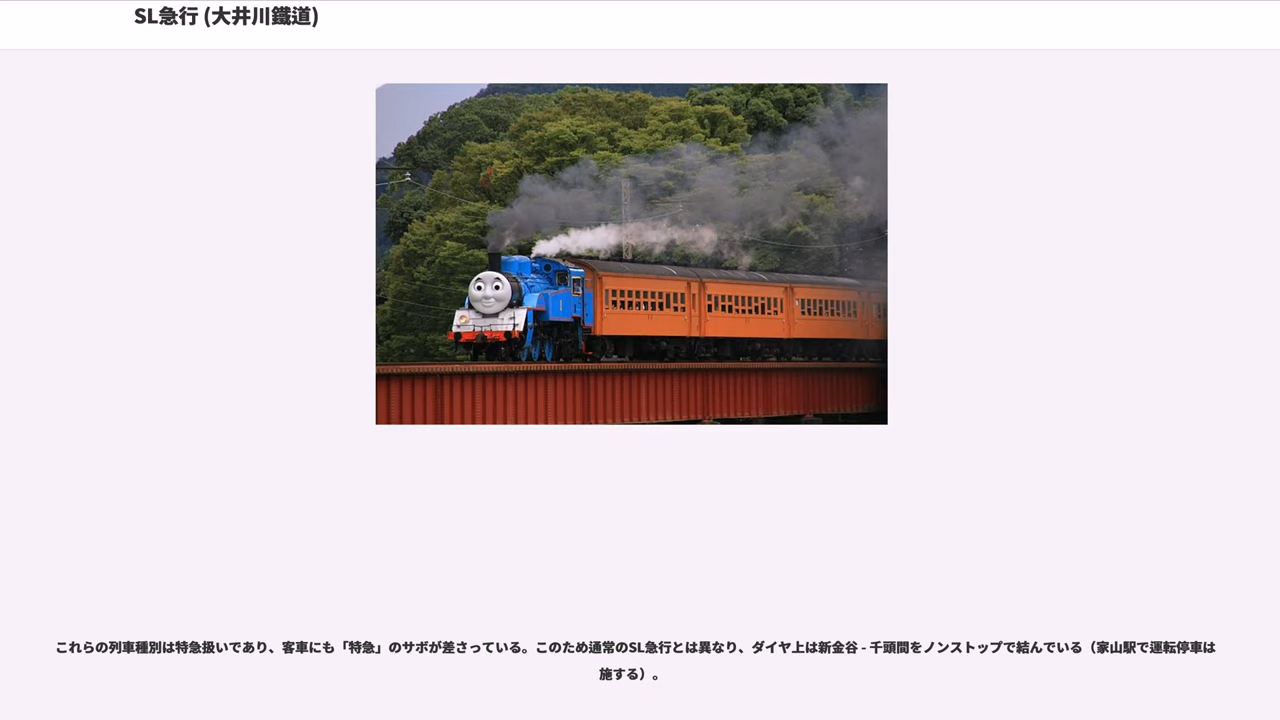 SL急行 (大井川鐵道)
これらの列車種別は特急扱いであり、客車にも「特急」のサボが差さっている。このため通常のSL急行とは異なり、ダイヤ上は新金谷 - 千頭間をノンストップで結んでいる（家山駅で運転停車は
施する）。